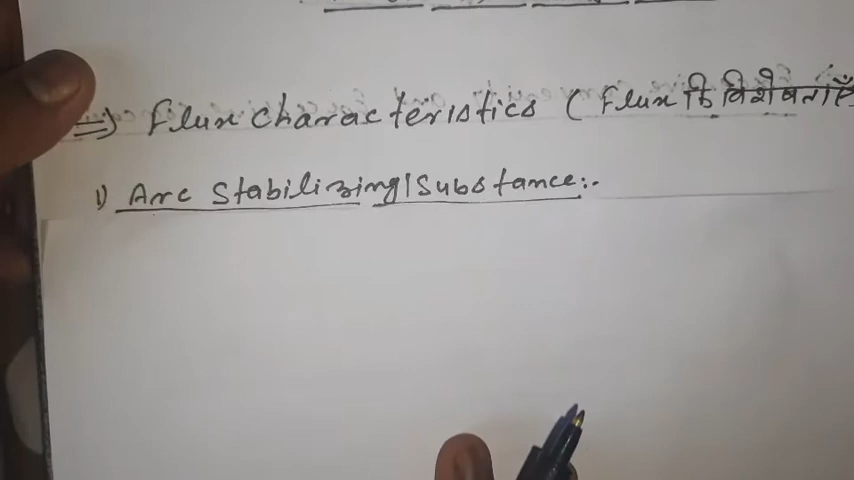 => Flux characteristics ( Flux कि विशेषताएँ
1) Arc Stabilizing/Substance:-